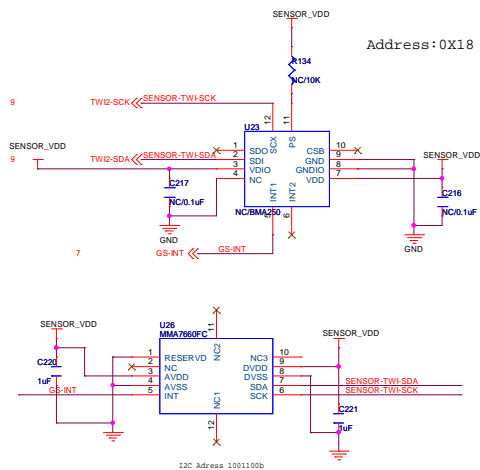 SENSOR_VDD
Address:0X18
R134
NC/10K
9 TWI2-SCK SENSOR-TWI-SCK
U23
12 11
SCX PS
SENSOR_VDD
9 TWI2-SDA SENSOR-TWI-SDA
1 SDO CSB 10
2 SDI GND 9
3 VDIO GNDIO 8
4 NC VDD 7
INT1 INT2
5 6
NC/BMA250
SENSOR_VDD
C217
NC/0.1uF
GND
C216
NC/0.1uF
GND
7 GS-INT GS-INT
SENSOR_VDD
U26
MMA7660FC
11
NC2
SENSOR_VDD
1 RESERVD NC3 10
2 NC DVDD 9
3 AVDD DVSS 8
4 AVSS SDA 7 SENSOR-TWI-SDA
5 INT SCK 6 SENSOR-TWI-SCK
NC1
12
C220
1uF
GS-INT
C221
1uF
I2C Adress 1001100b